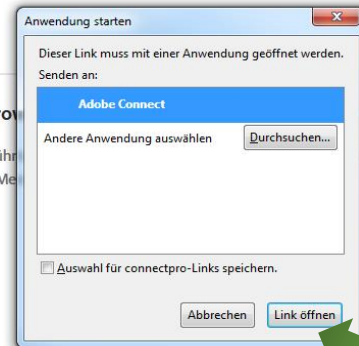 Anwendung starten
Dieser Link muss mit einer Anwendung geöffnet werden.
Senden an:
Adobe Connect
Andere Anwendung auswählen
Durchsuchen...
Auswahl für connectpro-Links speichern.
Abbrechen
Link öffnen